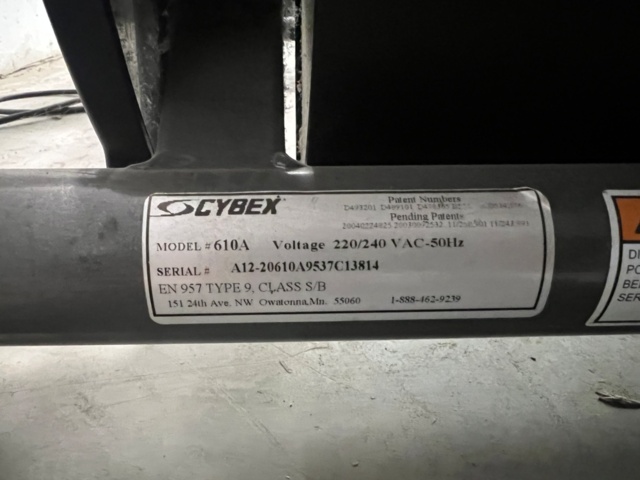 CYBEX
Patent Numbers
Pending Patents
MODEL # 610A Voltage 220/240 VAC-50Hz
SERIAL # A12-20610A9537C13814
EN 957 TYPE 9, CLASS S/B
151 24th Ave. NW Owatonna,Mn. 55060 1-888-462-9239